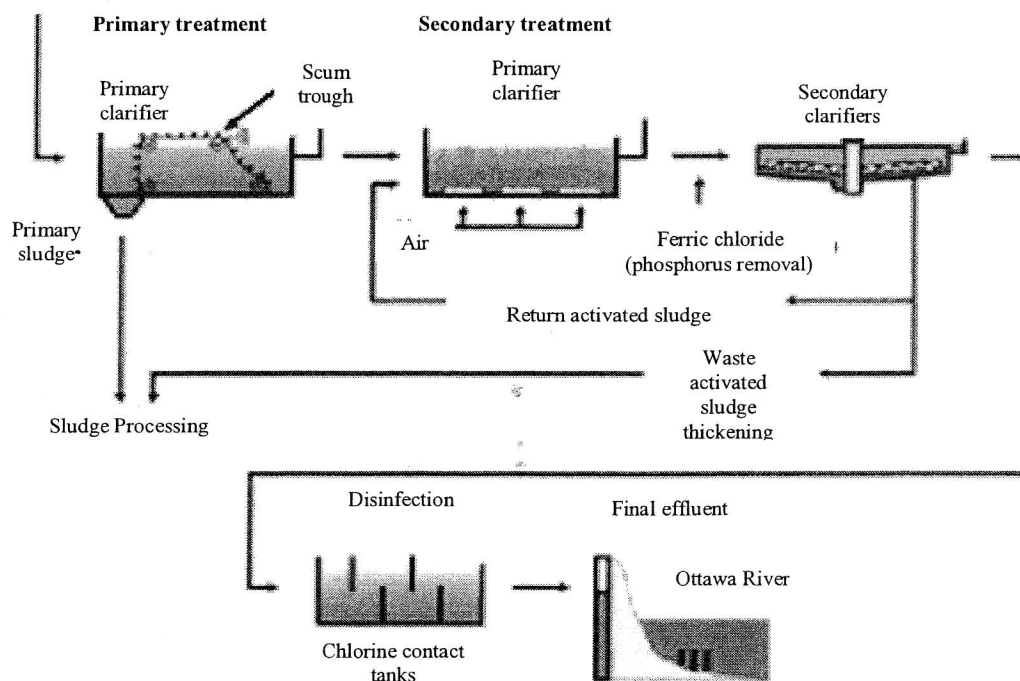 Primary treatment
Secondary treatment
Primary
clarifier
Scum
trough
Primary
clarifier
Secondary
clarifiers
Primary
sludge
Air
Ferric chloride
(phosphorus removal)
Return activated sludge
Waste
activated
sludge
thickening
Sludge Processing
Disinfection
Final effluent
Ottawa River
Chlorine contact
tanks